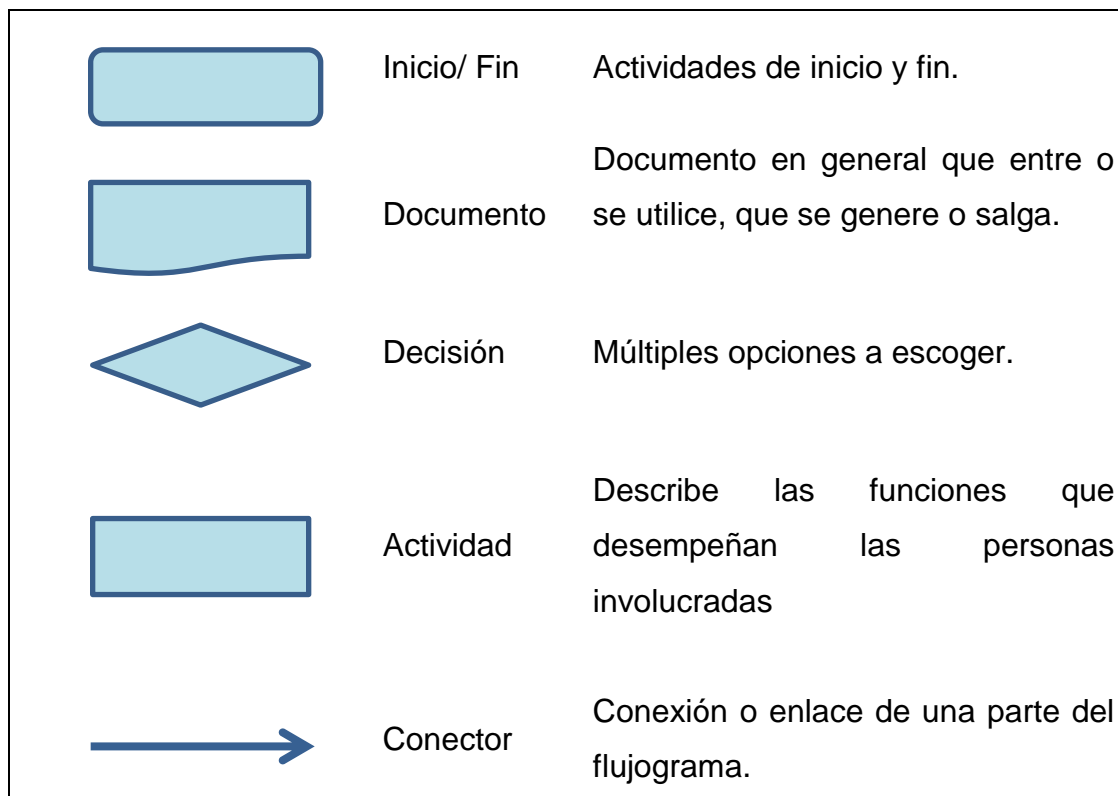 Inicio/ Fin Actividades de inicio y fin.
Documento en general que entre o
Documento se utilice, que se genere o salga.
Decisión Múltiples opciones a escoger.
Describe las funciones que
Actividad desempeñan las personas
involucradas
Conexión o enlace de una parte del
Conector
flujograma.